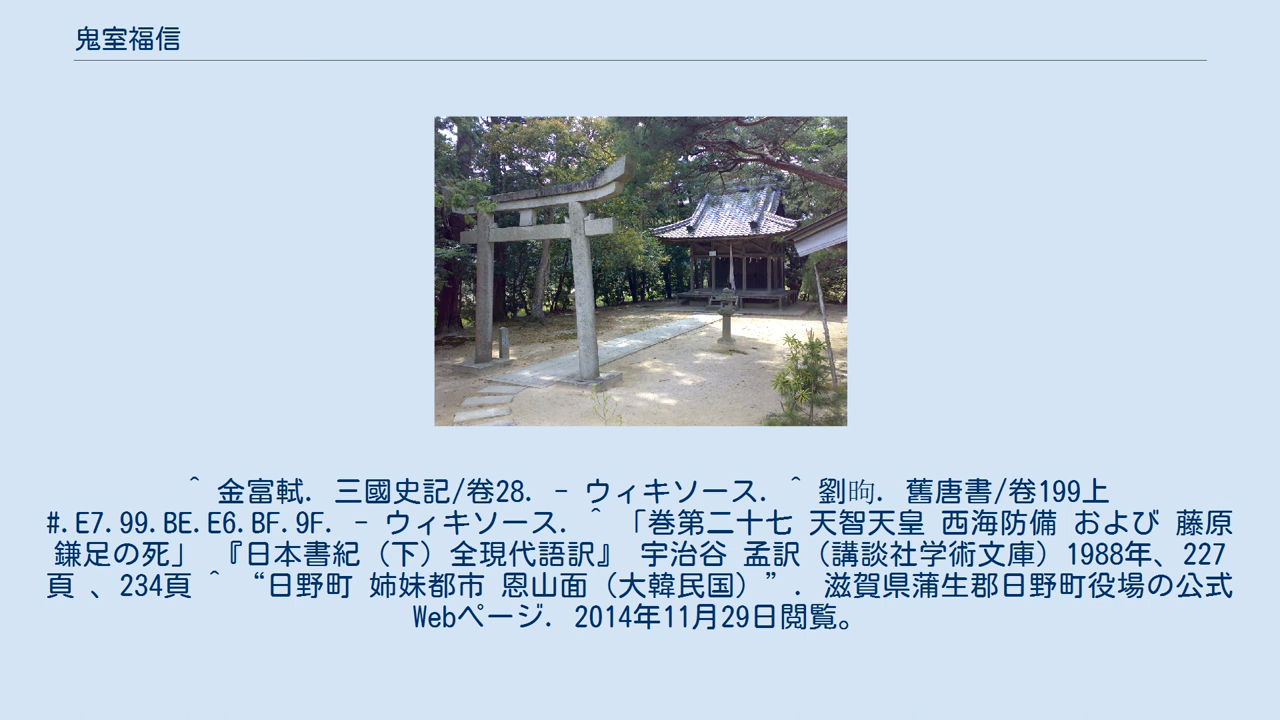 鬼室福信
^ 金富軾. 三國史記/卷28. - ウィキソース. ^ 劉昫. 舊唐書/卷199上
#.E7.99.BE.E6.BF.9F. - ウィキソース. ^ 「巻第二十七 天智天皇 西海防備 および 藤原
鎌足の死」 『日本書紀（下）全現代語訳』 宇治谷 孟訳（講談社学術文庫）1988年、227
頁 、234頁 ^ “日野町 姉妹都市 恩山面（大韓民国）”. 滋賀県蒲生郡日野町役場の公式
Webページ. 2014年11月29日閲覧。